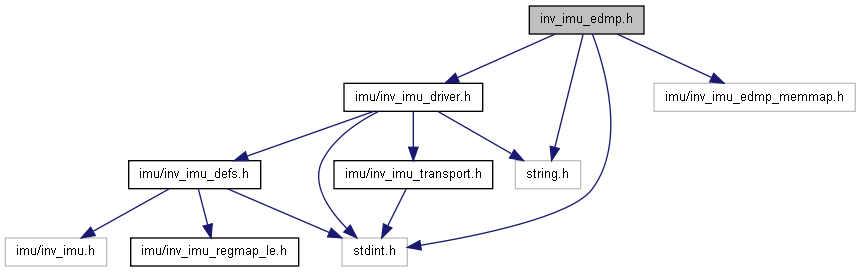 inv_imu_edmp.h
imu/inv_imu_driver.h
imu/inv_imu_edmp_memmap.h
imu/inv_imu_defs.h
imu/inv_imu_transport.h
string.h
imu/inv_imu.h
imu/inv_imu_regmap_le.h
stdint.h